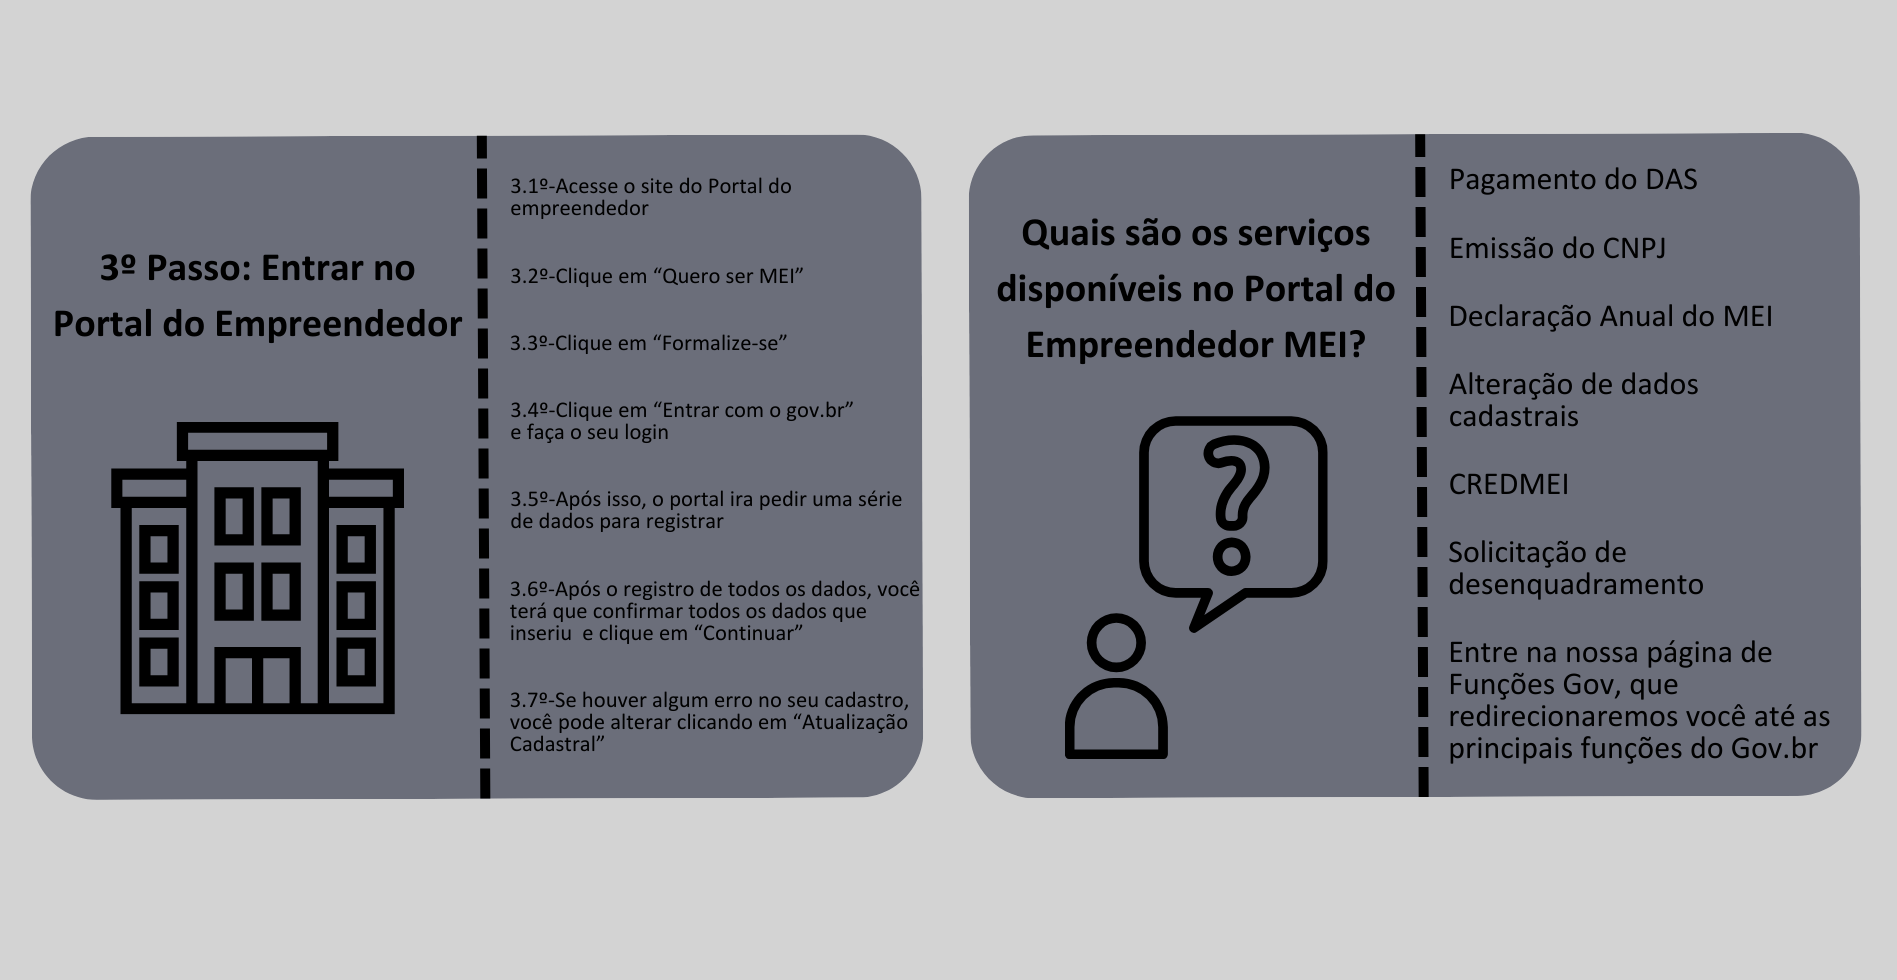 3º Passo: Entrar no
Portal do Empreendedor
3.1º-Acesse o site do Portal do
empreendedor
3.2º-Clique em “Quero ser MEI”
3.3º-Clique em “Formalize-se”
3.4º-Clique em “Entrar com o gov.br”
e faça o seu login
3.5º-Após isso, o portal ira pedir uma série
de dados para registrar
3.6º-Após o registro de todos os dados, você
terá que confirmar todos os dados que
inseriu  e clique em “Continuar”
3.7º-Se houver algum erro no seu cadastro,
você pode alterar clicando em “Atualização
Cadastral”
Quais são os serviços
disponíveis no Portal do
Empreendedor MEI?
Pagamento do DAS
Emissão do CNPJ
Declaração Anual do MEI
Alteração de dados
cadastrais
CREDMEI
Solicitação de
desenquadramento
Entre na nossa página de
Funções Gov, que
redirecionaremos você até as
principais funções do Gov.br